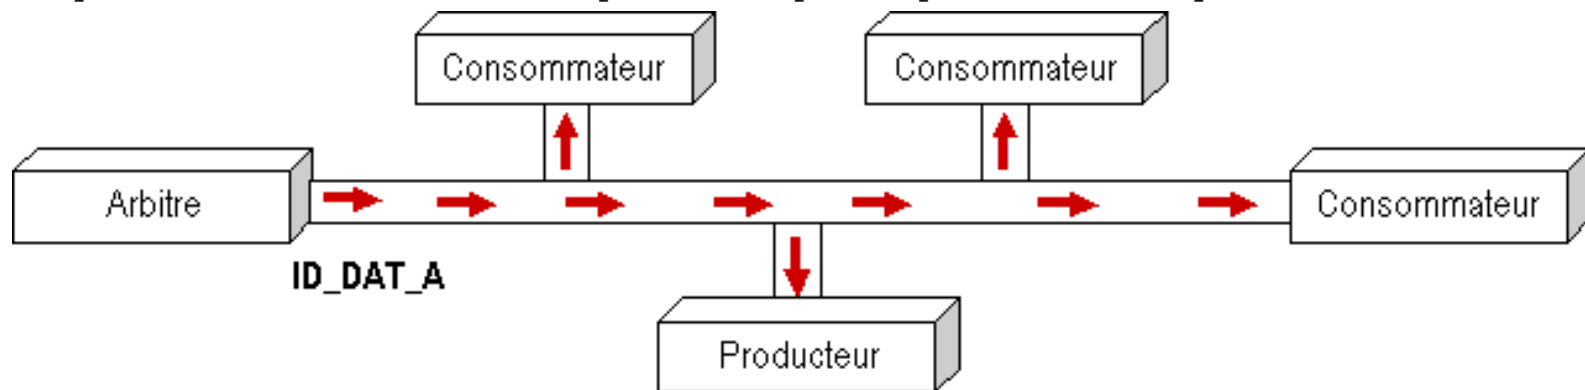 Consommateur
Consommateur
Arbitre
Consommateur
ID_DAT_A
Producteur